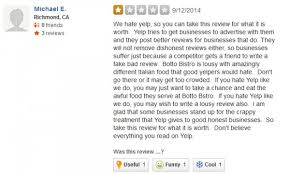 Michael E.
Richmond, CA
0 friends
3 reviews
9/12/2014
We hate yelp, so you can take this review for what it is
worth. Yelp tries to get businesses to advertise with them
and they post better reviews for businesses that do. They
will not remove dishonest reviews either, so businesses
suffer just because a competitor gets a friend to write a
fake bad review. Botto Bistro is lousy with amazingly
different Italian food that good yelpers would hate. Don't
go there or it may get too crowded. If you hate Yelp like
we do, you may just want to take a chance and eat the
awful food they serve at Botto Bistro. If you hate Yelp like
we do, you may wish to write a lousy review also. I am
glad that some businesses stand up for the crappy
treatment that Yelp gives to good honest businesses. So
take this review for what it is worth. Don't believe
everything you read on Yelp.
Was this review ...?
Useful 1 Funny 1 Cool 1